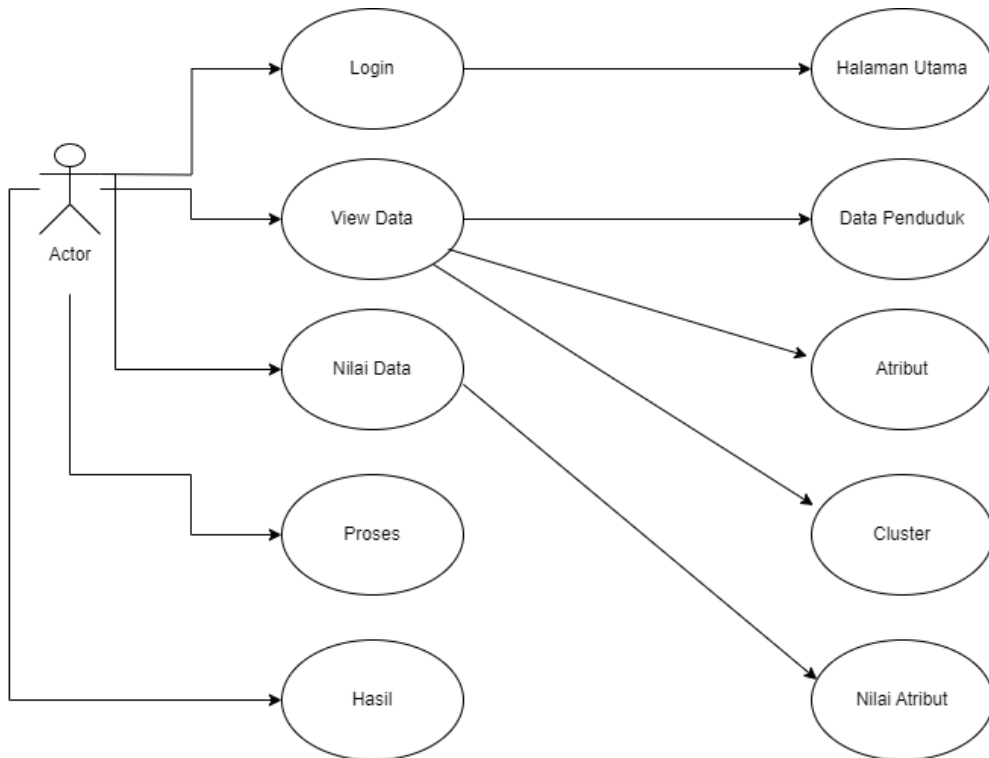 Login
Halaman Utama
Actor
View Data
Data Penduduk
Nilai Data
Atribut
Proses
Cluster
Hasil
Nilai Atribut